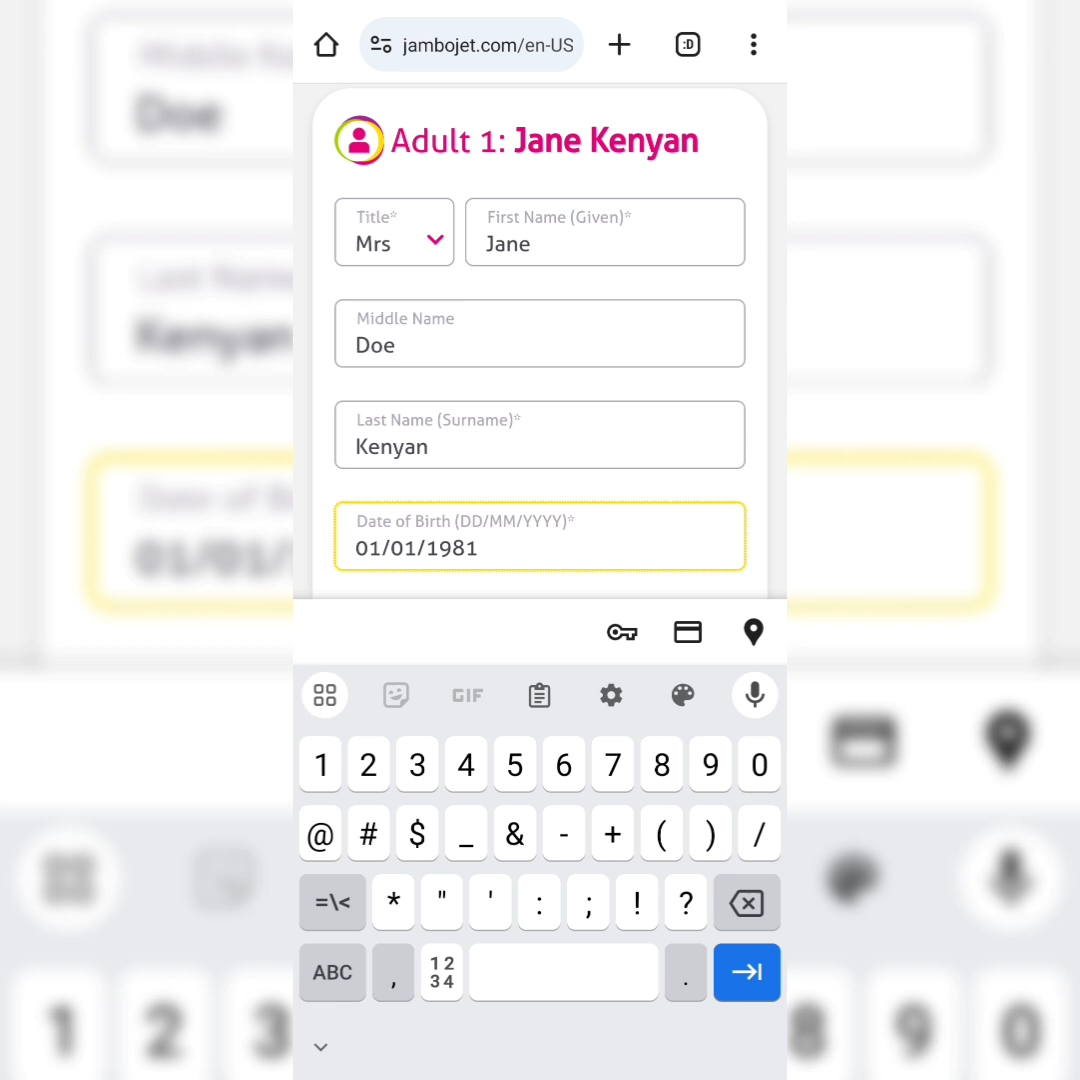 jambojet.com/en-US
:D
Adult 1: Jane Kenyan
Title*
Mrs
First Name (Given)*
Jane
Middle Name
Doe
Last Name (Surname)*
Kenyan
Date of Birth (DD/MM/YYYY)*
01/01/1981
GIF
1 2 3 4 5 6 7 8 9 0
@ # $ _ & - + ( ) /
=\< * " ' : ; ! ?
ABC , 1 2 3 4 .